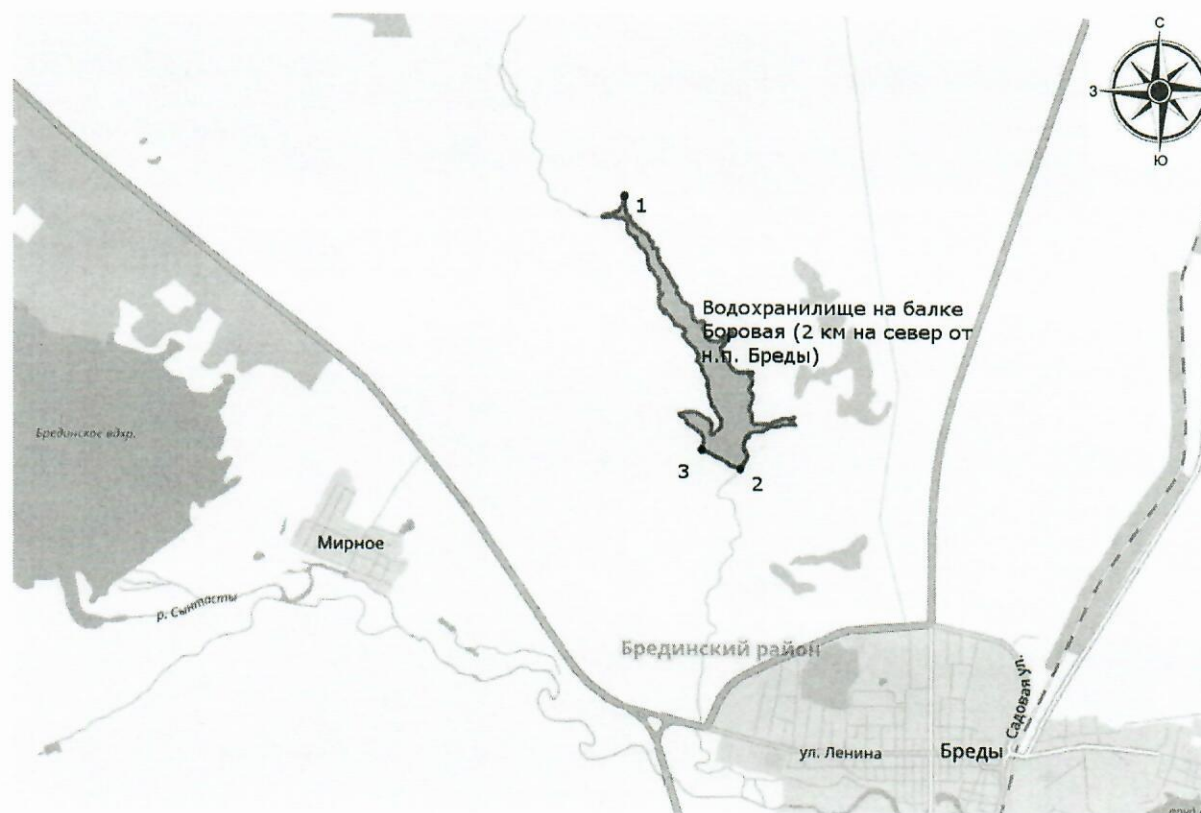 С
З
Ю
1
Водохранилище на балке
Боровая (2 км на север от
н.п. Бреды)
Брединское вдхр.
3
2
Мирное
р. Сынтасты
Брединский район
Садовая ул.
ул. Ленина
Бреды